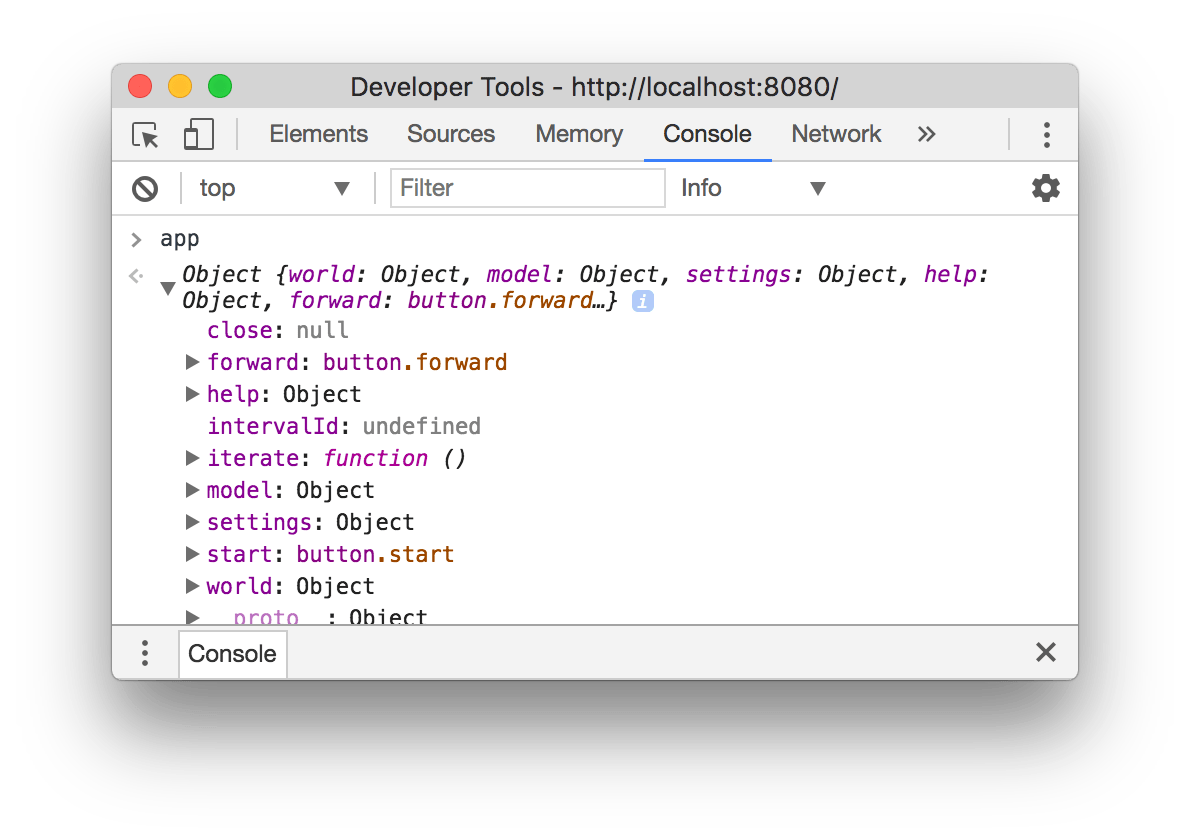 Developer Tools - http://localhost:8080/
Elements Sources Memory Console Network »
top ▼ Filter Info ▼
> app
Object {world: Object, model: Object, settings: Object, help:
Object, forward: button.forward…} i
close: null
forward: button.forward
help: Object
intervalId: undefined
iterate: function ()
model: Object
settings: Object
start: button.start
world: Object
__proto__: Object
Console